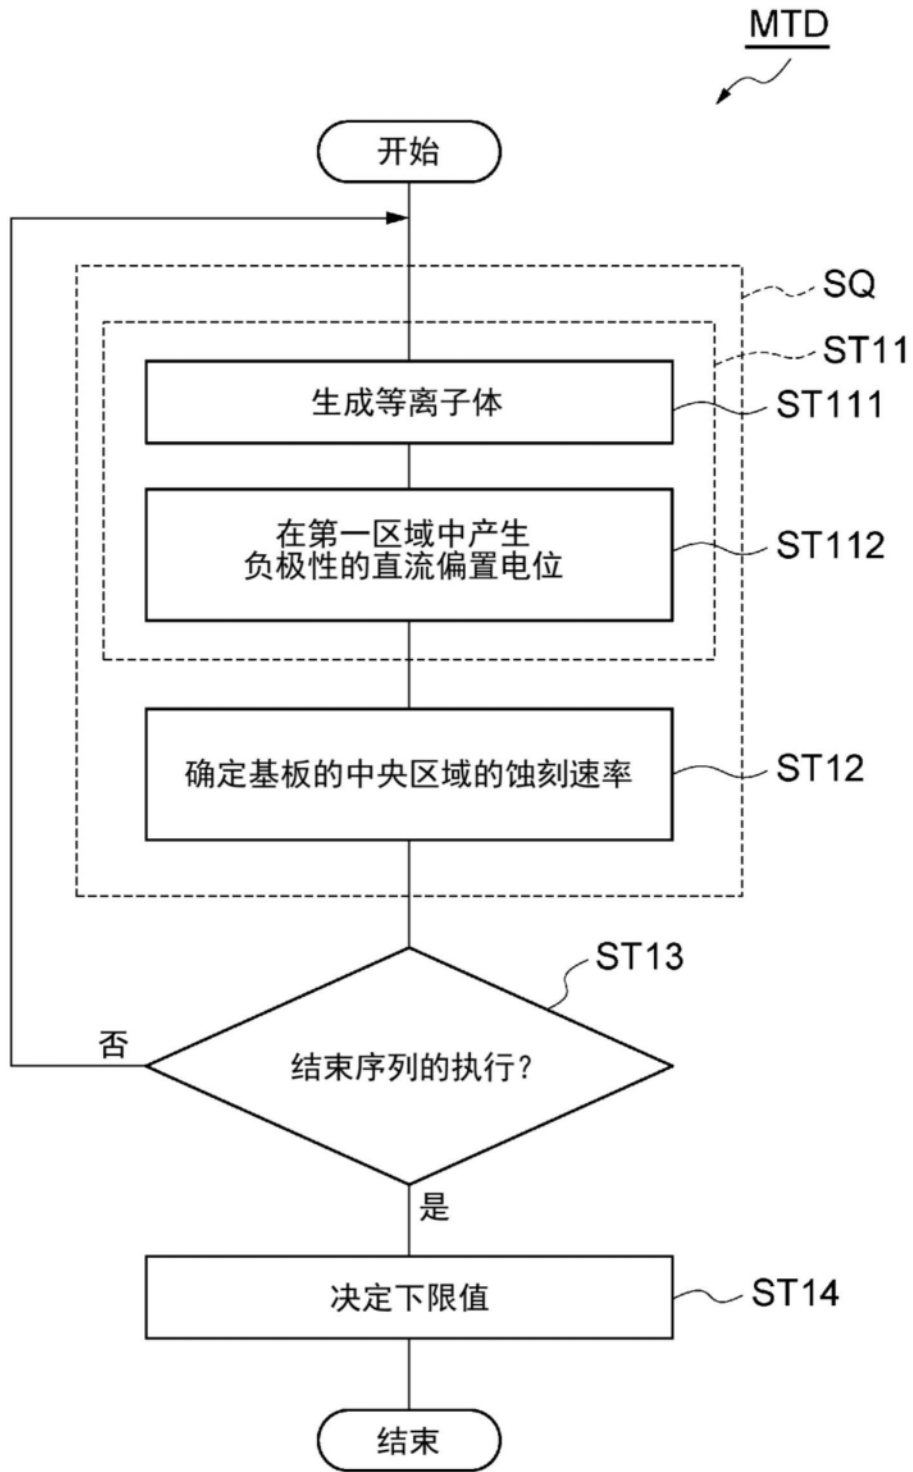 MTD
开始
SQ
ST11
生成等离子体
ST111
在第一区域中产生
负极性的直流偏置电位
ST112
确定基板的中央区域的蚀刻速率
ST12
ST13
否
结束序列的执行?
是
决定下限值
ST14
结束